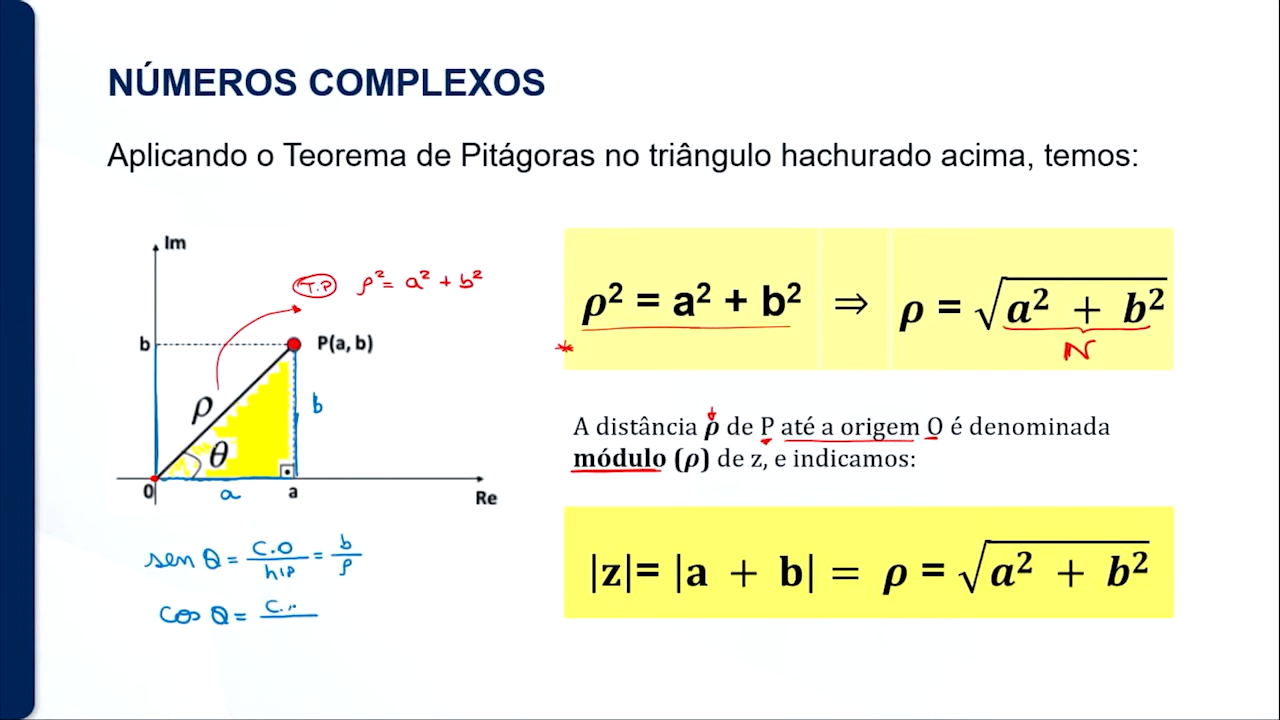 NÚMEROS COMPLEXOS
Aplicando o Teorema de Pitágoras no triângulo hachurado acima, temos:
Im
T.P ρ² = a² + b²
b
P(a, b)
ρ
b
θ
0
a
a
Re
sen θ = C.O / hip = b / ρ
cos θ = C.
ρ² = a² + b² ⇒ ρ = √(a² + b²)
*
N
A distância ρ de P até a origem O é denominada
módulo (ρ) de z, e indicamos:
|z|= |a + b| = ρ = √(a² + b²)